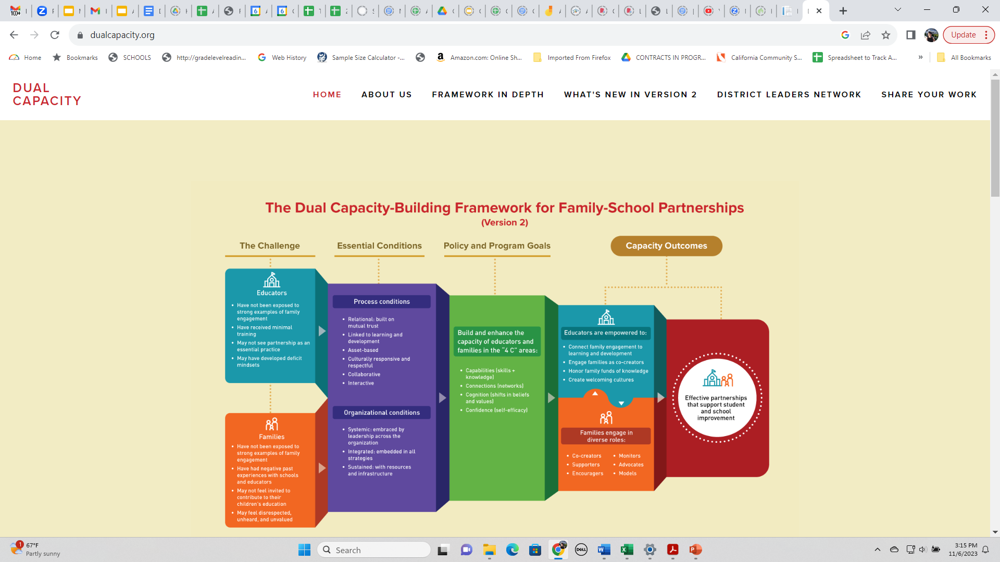 100+
dualcapacity.org
Update
Home
Bookmarks
SCHOOLS
http://gradelevelreadin...
Web History
Sample Size Calculator -...
Amazon.com: Online Sh...
Imported From Firefox
CONTRACTS IN PROGR...
California Community S...
Spreadsheet to Track A...
»
All Bookmarks
DUAL
CAPACITY
HOME
ABOUT US
FRAMEWORK IN DEPTH
WHAT'S NEW IN VERSION 2
DISTRICT LEADERS NETWORK
SHARE YOUR WORK
The Dual Capacity-Building Framework for Family-School Partnerships
(Version 2)
The Challenge
Essential Conditions
Policy and Program Goals
Capacity Outcomes
Educators
• Have not been exposed to
strong examples of family
engagement
• Have received minimal
training
• May not see partnership as an
essential practice
• May have developed deficit
mindsets
Families
• Have not been exposed to
strong examples of family
engagement
• Have had negative past
experiences with schools
and educators
• May not feel invited to
contribute to their
children's education
• May feel disrespected,
unheard, and unvalued
Process conditions
• Relational: built on
mutual trust
• Linked to learning and
development
• Asset-based
• Culturally responsive and
respectful
• Collaborative
• Interactive
Organizational conditions
• Systemic: embraced by
leadership across the
organization
• Integrated: embedded in all
strategies
• Sustained: with resources
and infrastructure
Build and enhance the
capacity of educators and
families in the "4 C" areas:
• Capabilities (skills +
knowledge)
• Connections (networks)
• Cognition (shifts in beliefs
and values)
• Confidence (self-efficacy)
Educators are empowered to:
• Connect family engagement to
learning and development
• Engage families as co-creators
• Honor family funds of knowledge
• Create welcoming cultures
Families engage in
diverse roles:
• Co-creators
• Supporters
• Encouragers
• Monitors
• Advocates
• Models
Effective partnerships
that support student
and school
improvement
1
67°F
Partly sunny
Search
DELL
3:15 PM
11/6/2023